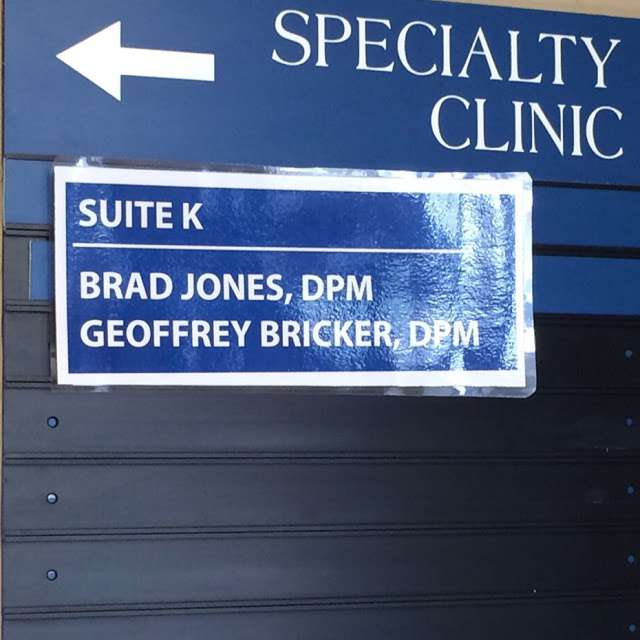 SPECIALTY
CLINIC
SUITE K
BRAD JONES, DPM
GEOFFREY BRICKER, DPM